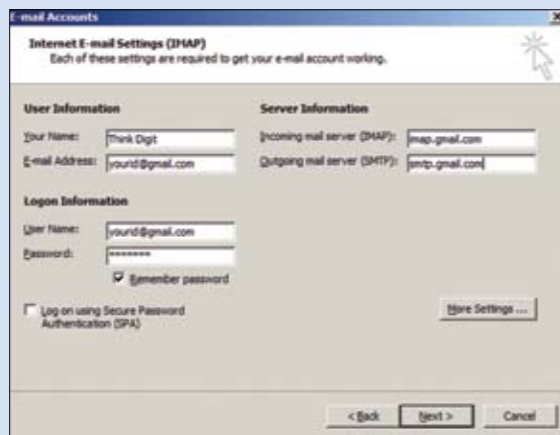 E-mail Accounts
Internet E-mail Settings (IMAP)
Each of these settings are required to get your e-mail account working.
User Information
Your Name: Think Digit
E-mail Address: yourid@gmail.com
Server Information
Incoming mail server (IMAP): imap.gmail.com
Outgoing mail server (SMTP): smtp.gmail.com
Logon Information
User Name: yourid@gmail.com
Password: *******
Remember password
Log on using Secure Password
Authentication (SPA)
More Settings ...
< Back Next > Cancel